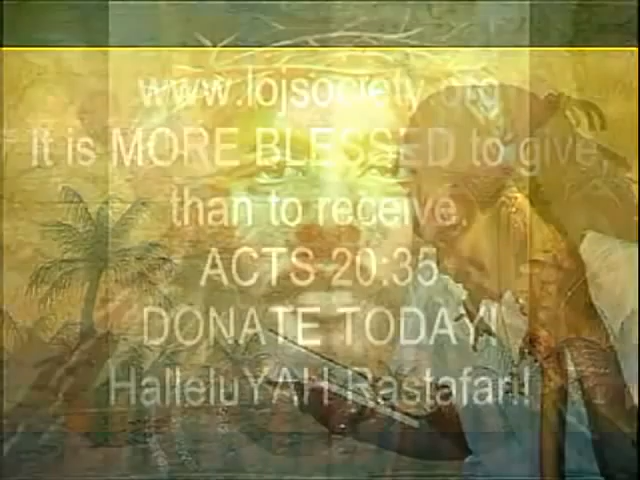 www.lojsociety.org
It is MORE BLESSED to give,
than to receive.
ACTS 20:35
DONATE TODAY!
HalleluYAH Rastafari!